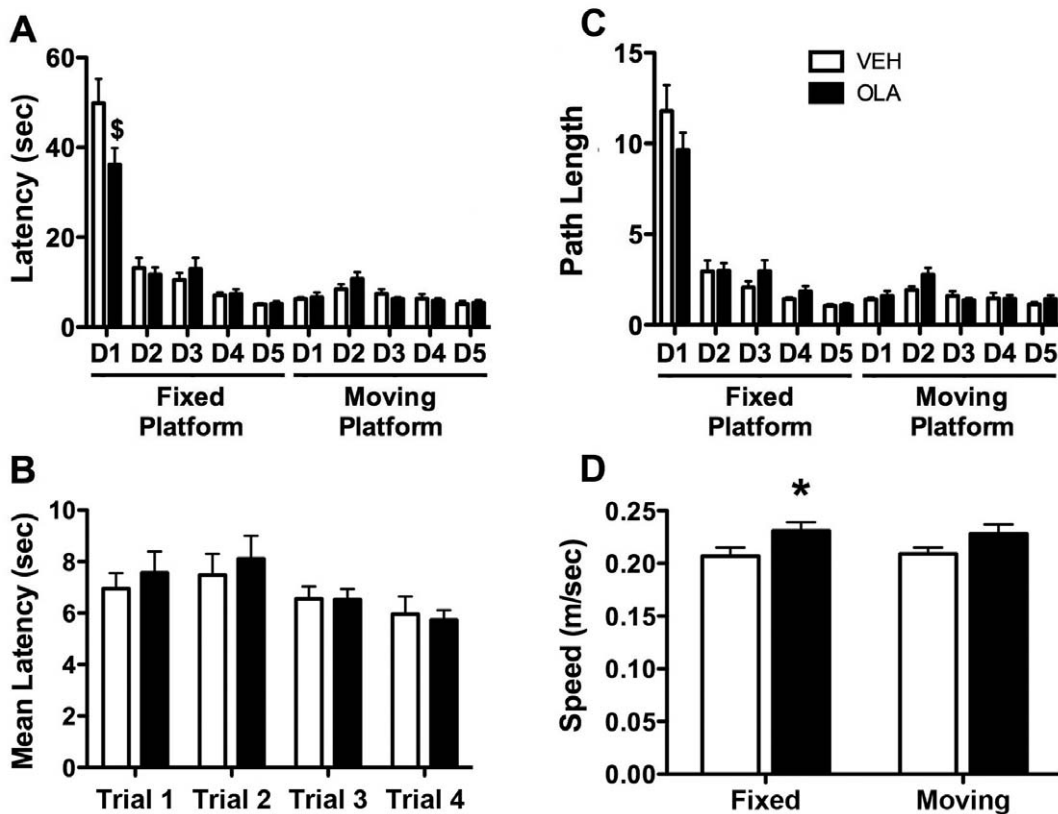 A
Latency (sec)
60
40
20
0
$
D1 D2 D3 D4 D5 D1 D2 D3 D4 D5
Fixed Platform
Moving Platform
C
Path Length
15
10
5
0
VEH
OLA
D1 D2 D3 D4 D5 D1 D2 D3 D4 D5
Fixed Platform
Moving Platform
B
Mean Latency (sec)
10
8
6
4
2
0
Trial 1 Trial 2 Trial 3 Trial 4
D
Speed (m/sec)
0.25
0.20
0.15
0.10
0.05
0.00
*
Fixed Moving